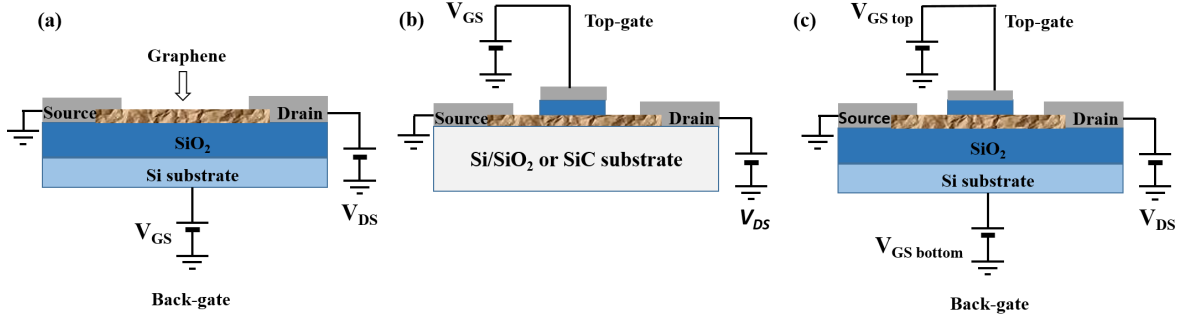 (a)
Graphene
Source
Drain
SiO2
Si substrate
VGS
VDS
Back-gate
(b)
VGS
Top-gate
Source
Drain
Si/SiO2 or SiC substrate
VDS
(c)
VGS top
Top-gate
Source
Drain
SiO2
Si substrate
VGS bottom
VDS
Back-gate